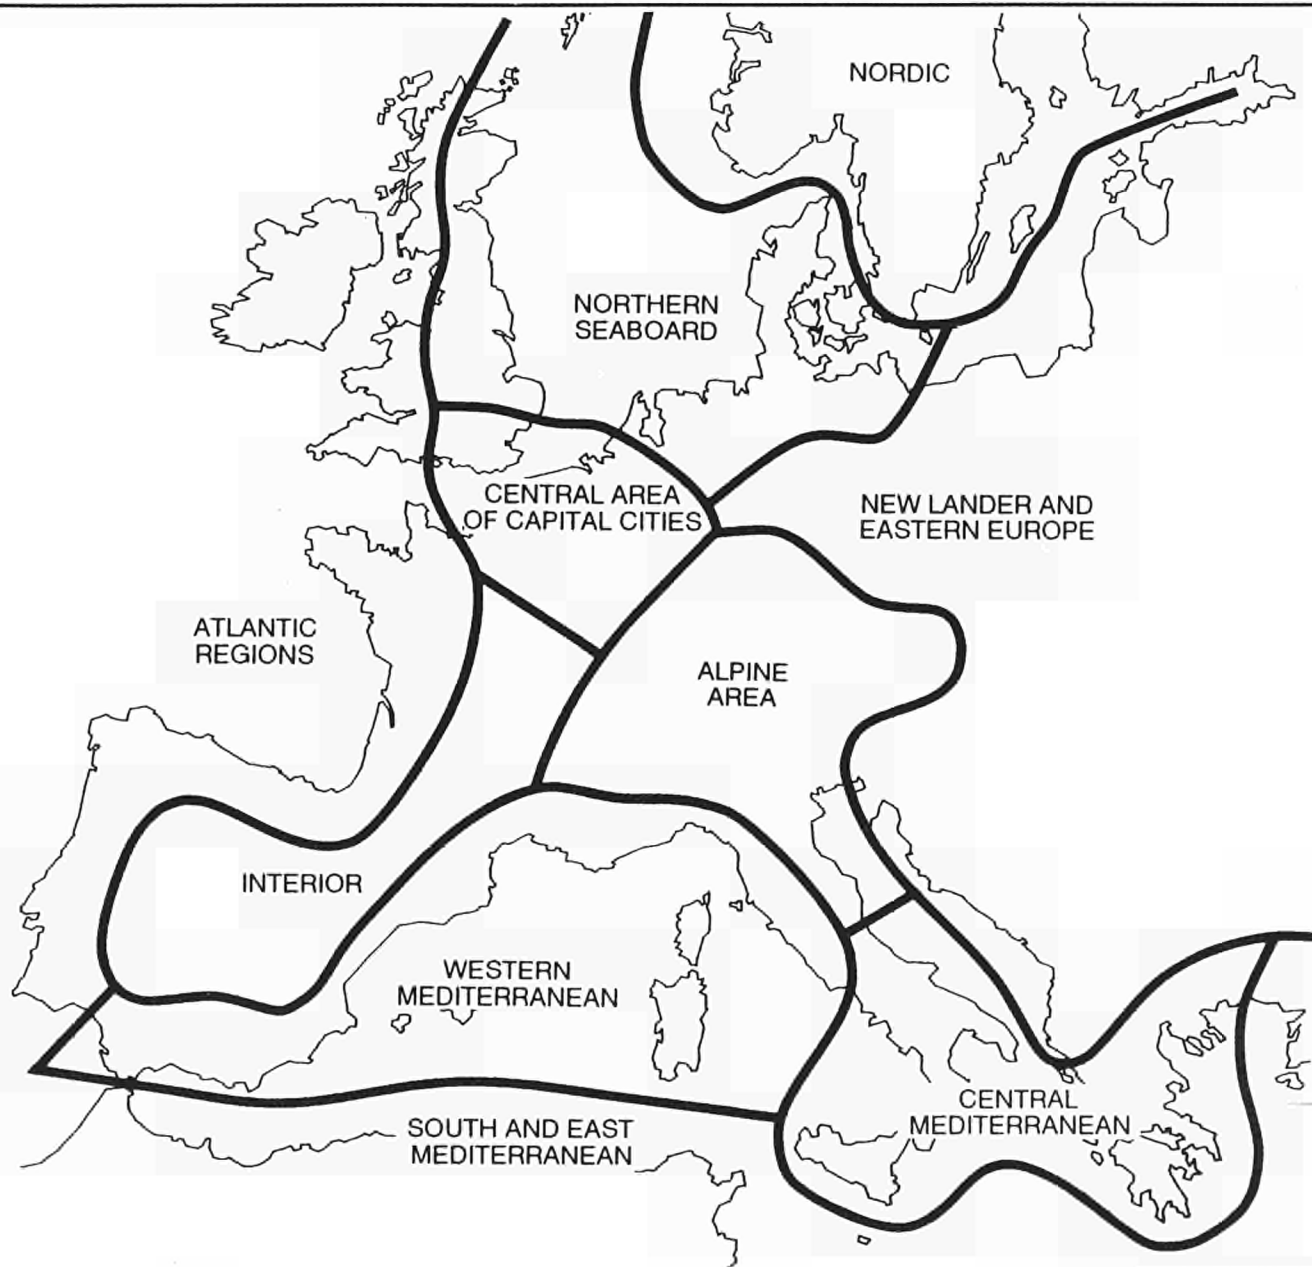 NORDIC
NORTHERN
SEABOARD
CENTRAL AREA
OF CAPITAL CITIES
NEW LANDER AND
EASTERN EUROPE
ATLANTIC
REGIONS
ALPINE
AREA
INTERIOR
WESTERN
MEDITERRANEAN
CENTRAL
MEDITERRANEAN
SOUTH AND EAST
MEDITERRANEAN